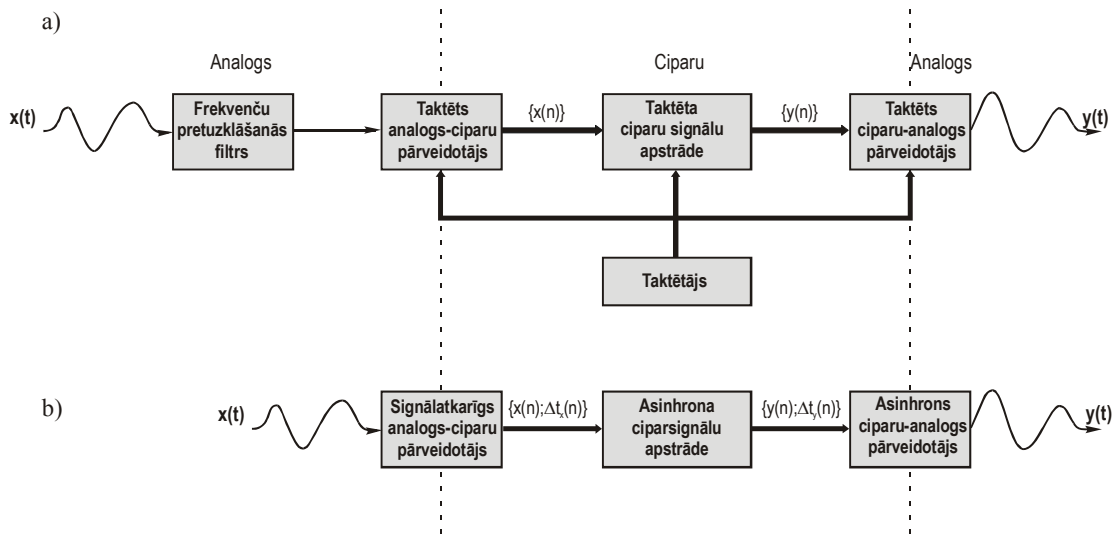 a)
Analogs
Ciparu
Analogs
x(t)
Frekvenču
pretuzklāšanās
filtrs
Taktēts
analogs-ciparu
pārveidotājs
{x(n)}
Taktēta
ciparu signālu
apstrāde
{y(n)}
Taktēts
ciparu-analogs
pārveidotājs
y(t)
Taktētājs
b)
x(t)
Signālatkarīgs
analogs-ciparu
pārveidotājs
{x(n);Δtₓ(n)}
Asinhrona
ciparsignālu
apstrāde
{y(n);Δtᵧ(n)}
Asinhrons
ciparu-analogs
pārveidotājs
y(t)